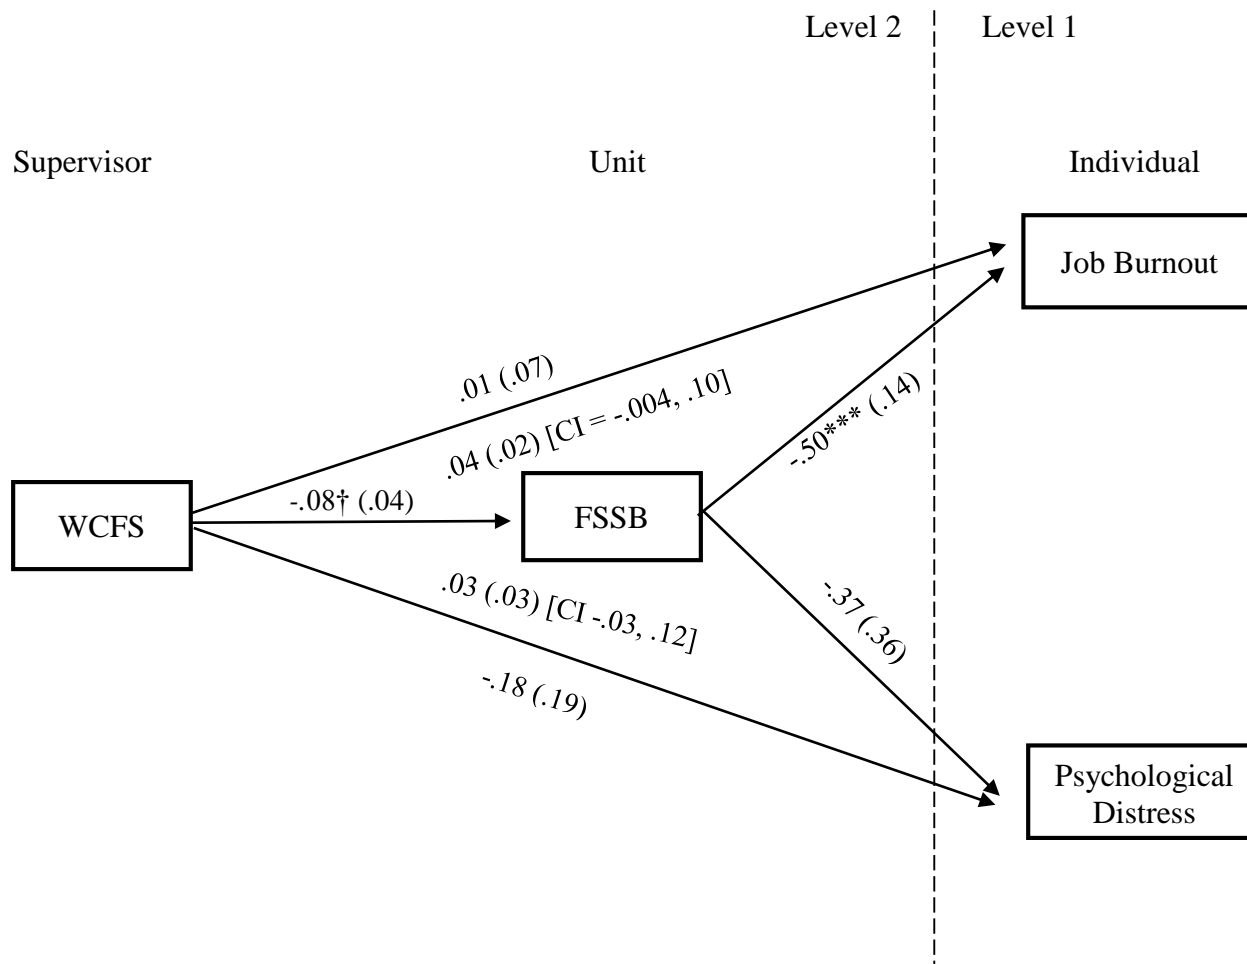 Level 2
Level 1
Supervisor
Unit
Individual
Job Burnout
.01 (.07)
.04 (.02) [CI = -.004, .10]
-.50*** (.14)
WCFS
-.08† (.04)
FSSB
.03 (.03) [CI -.03, .12]
-.37 (.36)
-.18 (.19)
Psychological
Distress